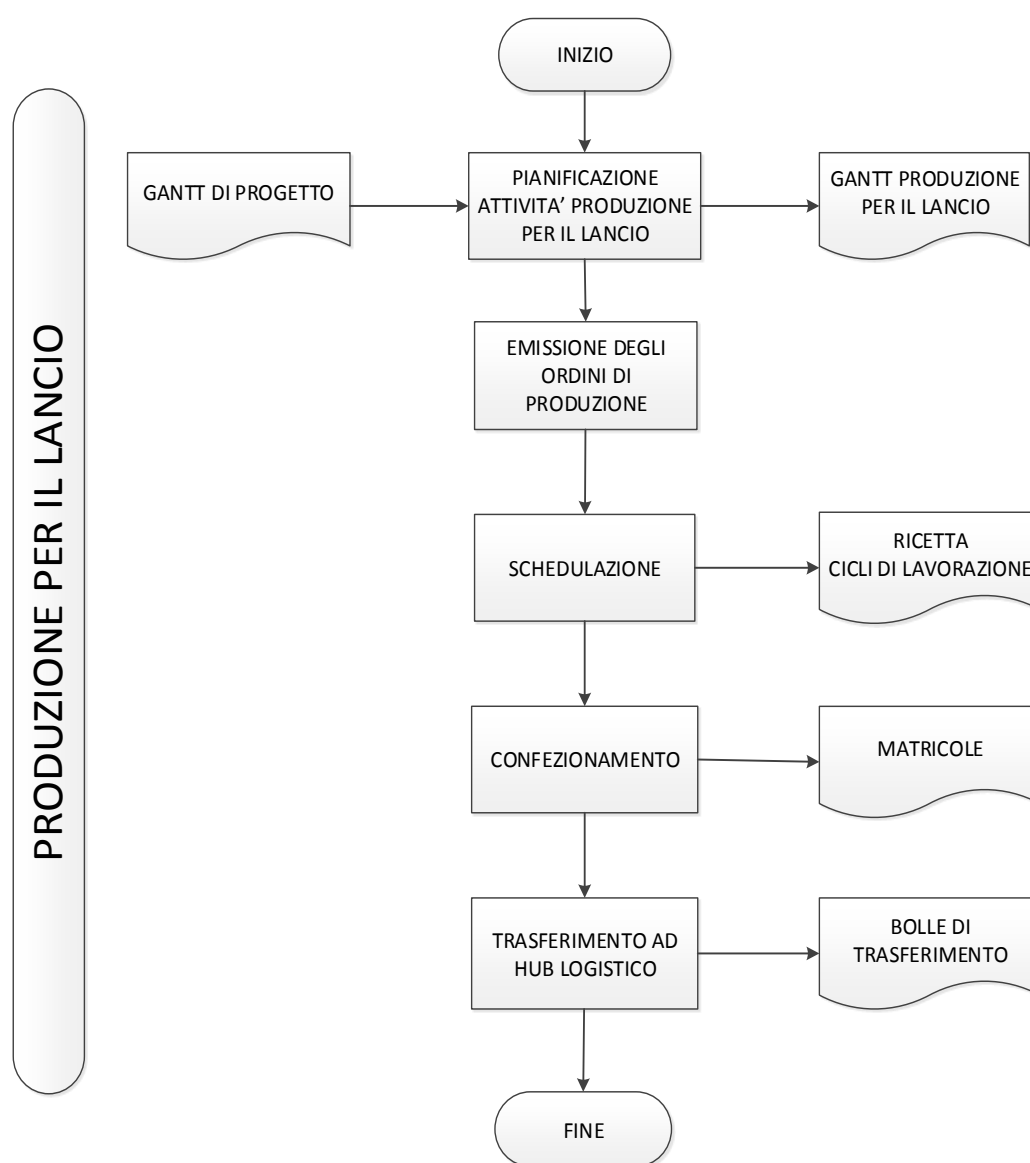 INIZIO
PRODUZIONE PER IL LANCIO
GANTT DI PROGETTO
PIANIFICAZIONE
ATTIVITA’ PRODUZIONE
PER IL LANCIO
GANTT PRODUZIONE
PER IL LANCIO
EMISSIONE DEGLI
ORDINI DI
PRODUZIONE
SCHEDULAZIONE
RICETTA
CICLI DI LAVORAZIONE
CONFEZIONAMENTO
MATRICOLE
TRASFERIMENTO AD
HUB LOGISTICO
BOLLE DI
TRASFERIMENTO
FINE